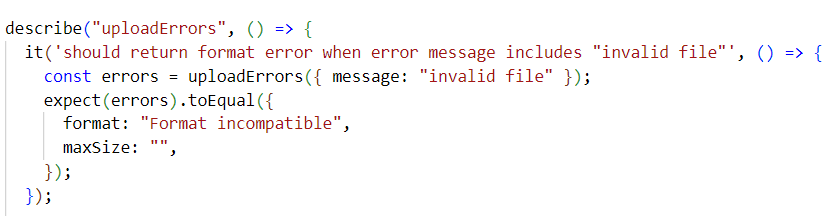 describe("uploadErrors", () => {
  it('should return format error when error message includes "invalid file"', () => {
    const errors = uploadErrors({ message: "invalid file" });
    expect(errors).toEqual({
      format: "Format incompatible",
      maxSize: "",
    });
  });